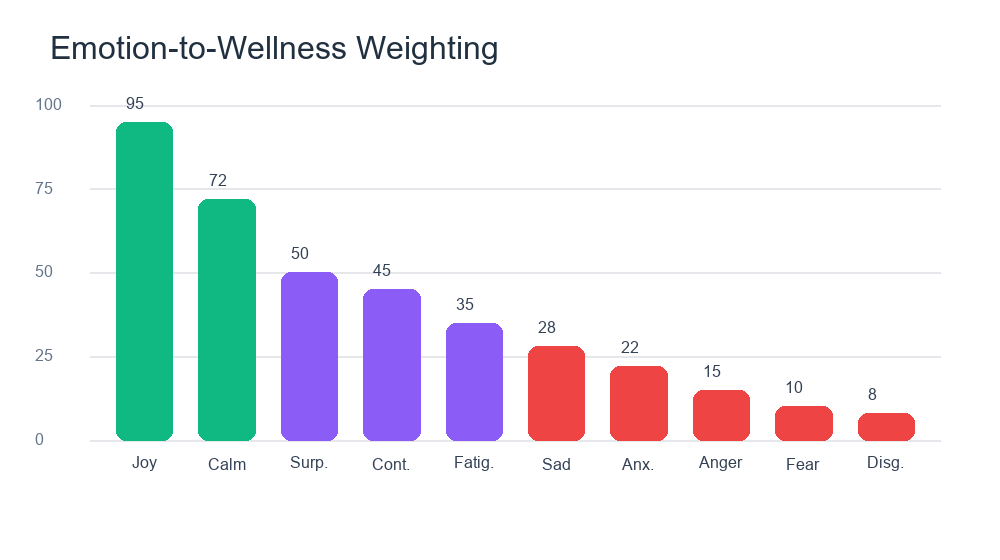 Emotion-to-Wellness Weighting
100
75
50
25
0
95
72
50
45
35
28
22
15
10
8
Joy
Calm
Surp.
Cont.
Fatig.
Sad
Anx.
Anger
Fear
Disg.